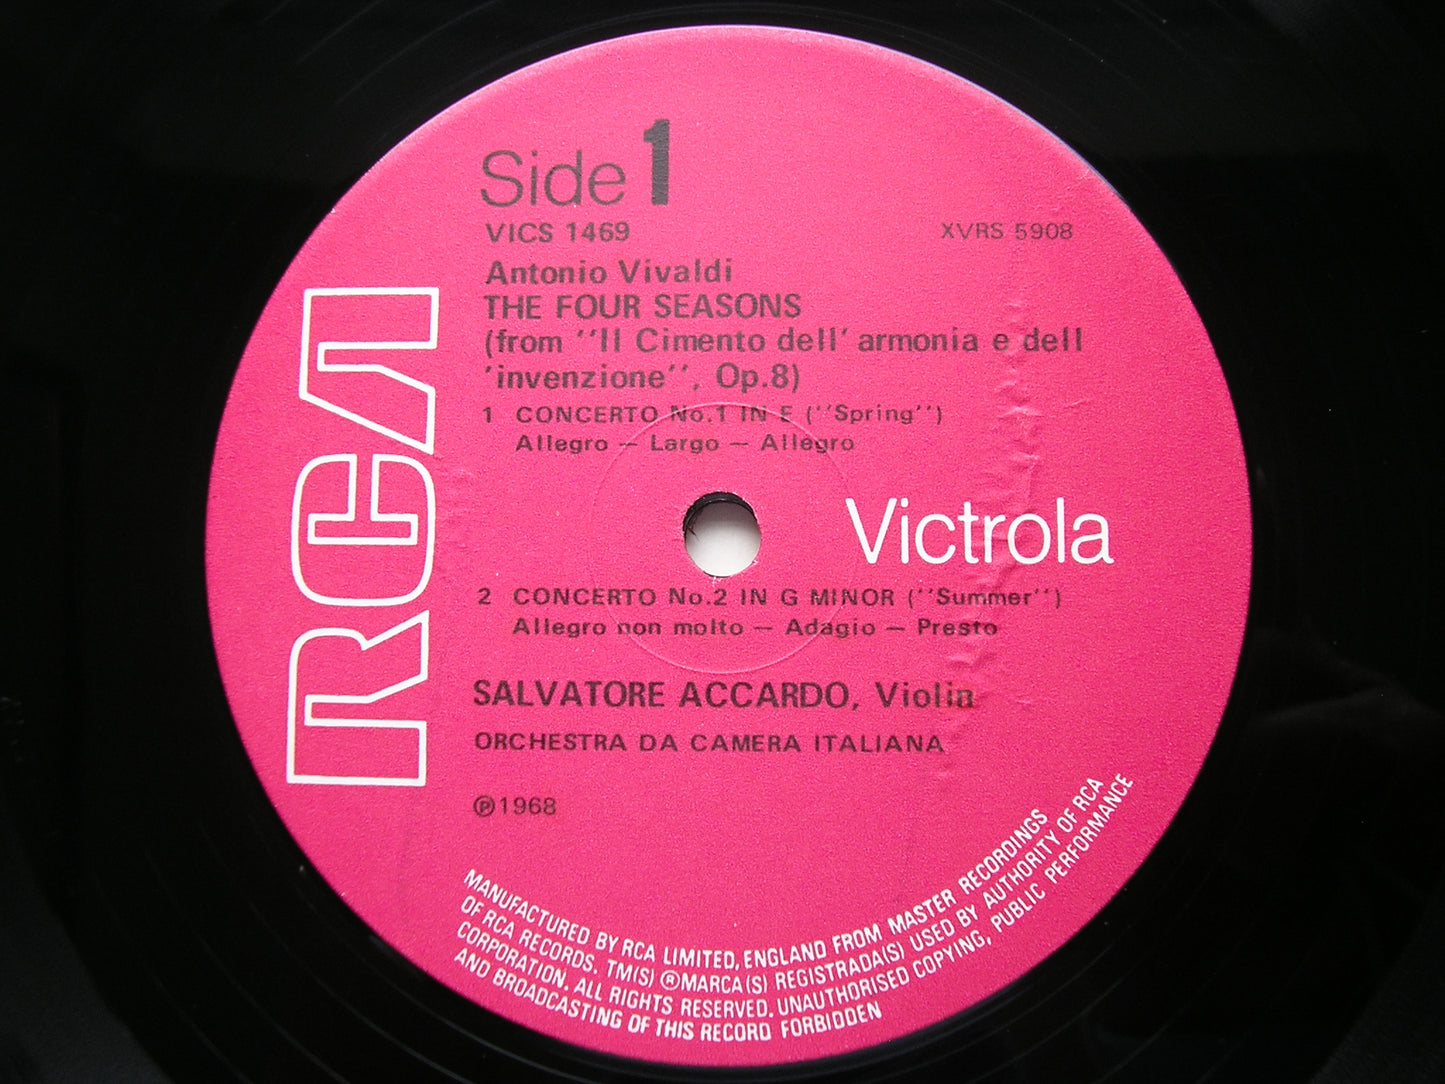 Side 1
VICS 1469
XVRS 5908
Antonio Vivaldi
THE FOUR SEASONS
(from ''Il Cimento dell' armonia e dell
'invenzione'', Op.8)
1 CONCERTO No.1 IN E (''Spring'')
Allegro — Largo — Allegro
RCA
Victrola
2 CONCERTO No.2 IN G MINOR (''Summer'')
Allegro non molto — Adagio — Presto
SALVATORE ACCARDO, Violin
ORCHESTRA DA CAMERA ITALIANA
℗1968
MANUFACTURED BY RCA LIMITED, ENGLAND FROM MASTER RECORDINGS
OF RCA RECORDS. TM(S) ®MARCA(S) REGISTRADA(S) USED BY AUTHORITY OF RCA
CORPORATION. ALL RIGHTS RESERVED. UNAUTHORISED COPYING, PUBLIC PERFORMANCE
AND BROADCASTING OF THIS RECORD FORBIDDEN